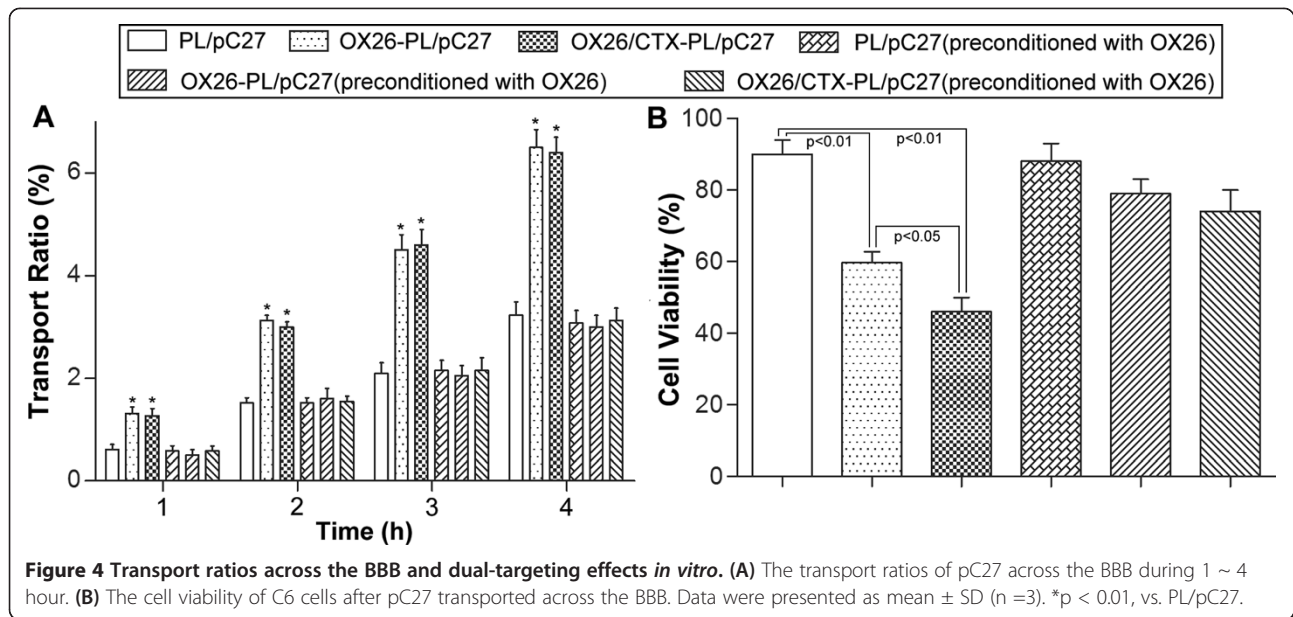 PL/pC27 OX26-PL/pC27 OX26/CTX-PL/pC27 PL/pC27(preconditioned with OX26)
OX26-PL/pC27(preconditioned with OX26) OX26/CTX-PL/pC27(preconditioned with OX26)
A
Transport Ratio (%)
6
4
2
0
* *
* *
* *
* *
1 2 3 4
Time (h)
B
Cell Viability (%)
100
80
60
40
20
0
p<0.01 p<0.01
p<0.05
Figure 4 Transport ratios across the BBB and dual-targeting effects in vitro. (A) The transport ratios of pC27 across the BBB during 1 ~ 4
hour. (B) The cell viability of C6 cells after pC27 transported across the BBB. Data were presented as mean ± SD (n =3). *p < 0.01, vs. PL/pC27.